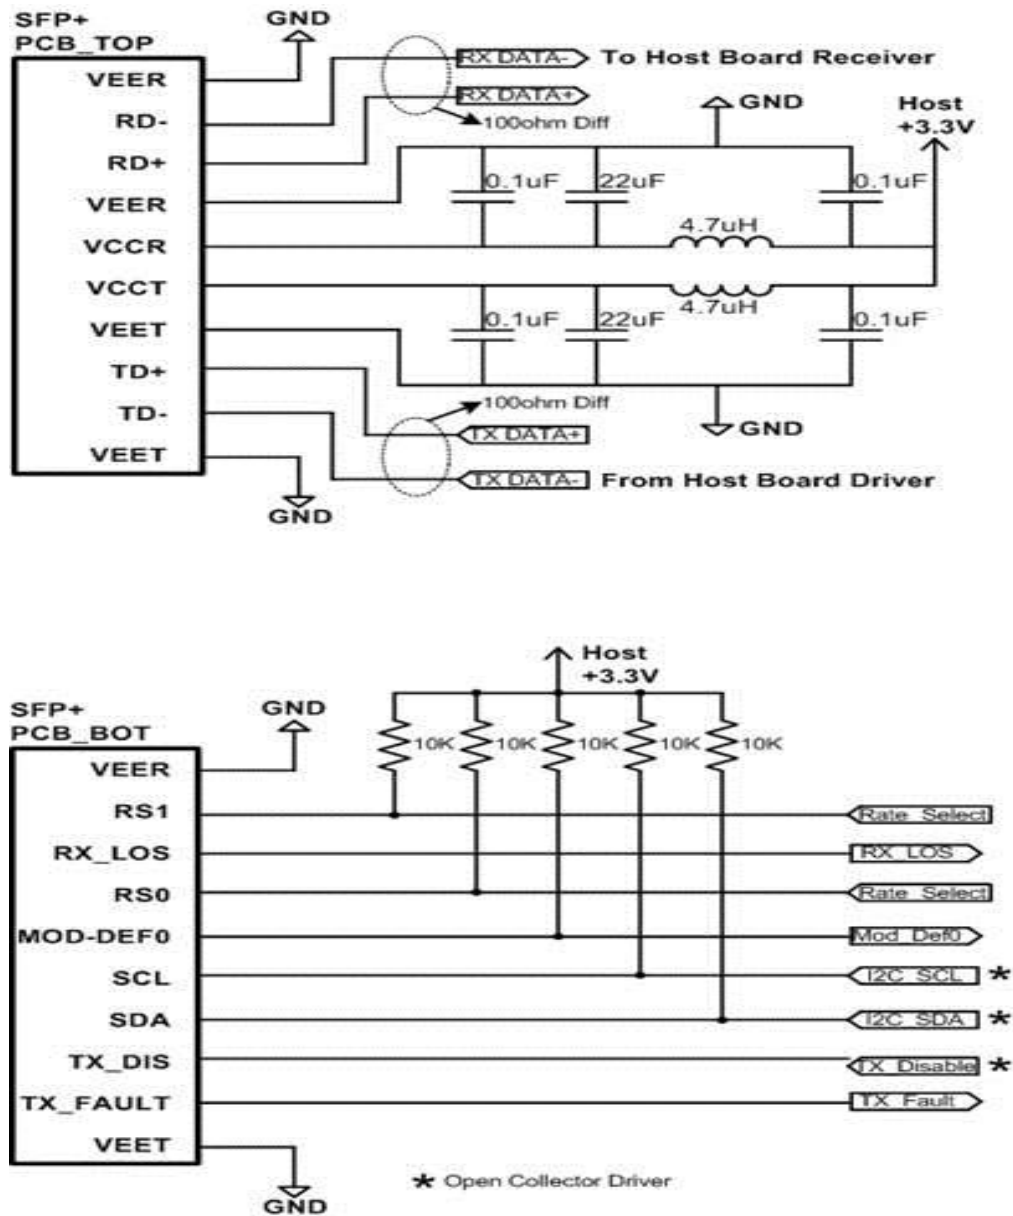 SFP+
PCB_TOP
GND
VEER
RD-
RD+
VEER
VCCR
VCCT
VEET
TD+
TD-
VEET
GND
RX DATA- To Host Board Receiver
RX DATA+
100ohm Diff
GND
Host
+3.3V
0.1uF 22uF 0.1uF
4.7uH
4.7uH
0.1uF 22uF 0.1uF
100ohm Diff
TX DATA+
GND
TX DATA- From Host Board Driver
Host
+3.3V
SFP+
PCB_BOT
GND
10K 10K 10K 10K 10K
VEER
RS1 Rate Select
RX_LOS RX LOS
RS0 Rate Select
MOD-DEF0 Mod Def0
SCL I2C SCL *
SDA I2C SDA *
TX_DIS TX Disable *
TX_FAULT TX Fault
VEET
GND
* Open Collector Driver